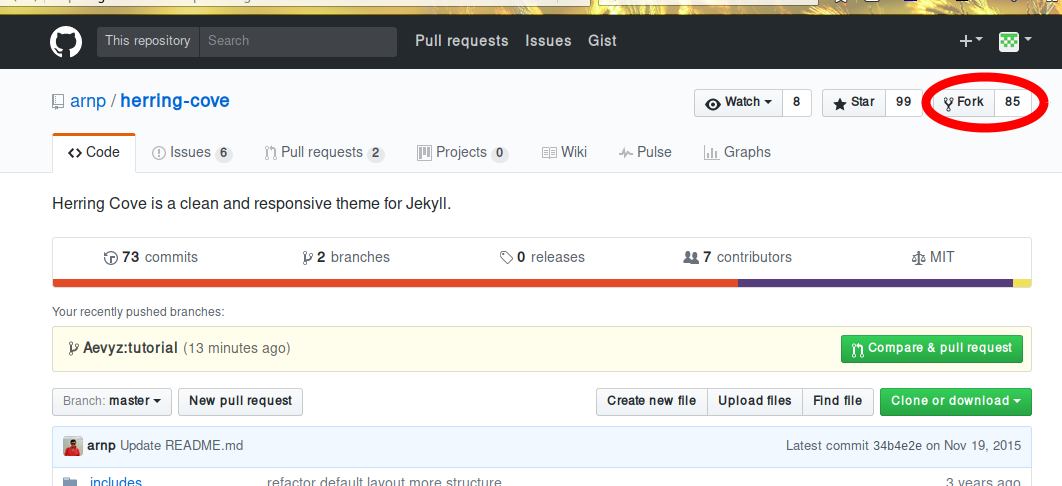 This repository Search Pull requests Issues Gist
arnp / herring-cove Watch 8 Star 99 Fork 85
Code Issues 6 Pull requests 2 Projects 0 Wiki Pulse Graphs
Herring Cove is a clean and responsive theme for Jekyll.
73 commits 2 branches 0 releases 7 contributors MIT
Your recently pushed branches:
Aevyz:tutorial (13 minutes ago) Compare & pull request
Branch: master New pull request Create new file Upload files Find file Clone or download
arnp Update README.md Latest commit 34b4e2e on Nov 19, 2015
_includes refactor default layout more structure 3 years ago